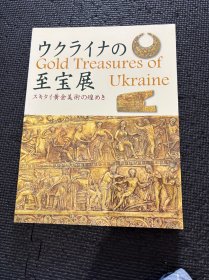 ウクライナの
Gold Treasures of
至宝展 Ukraine
スキタイ黄金美術の煌めき